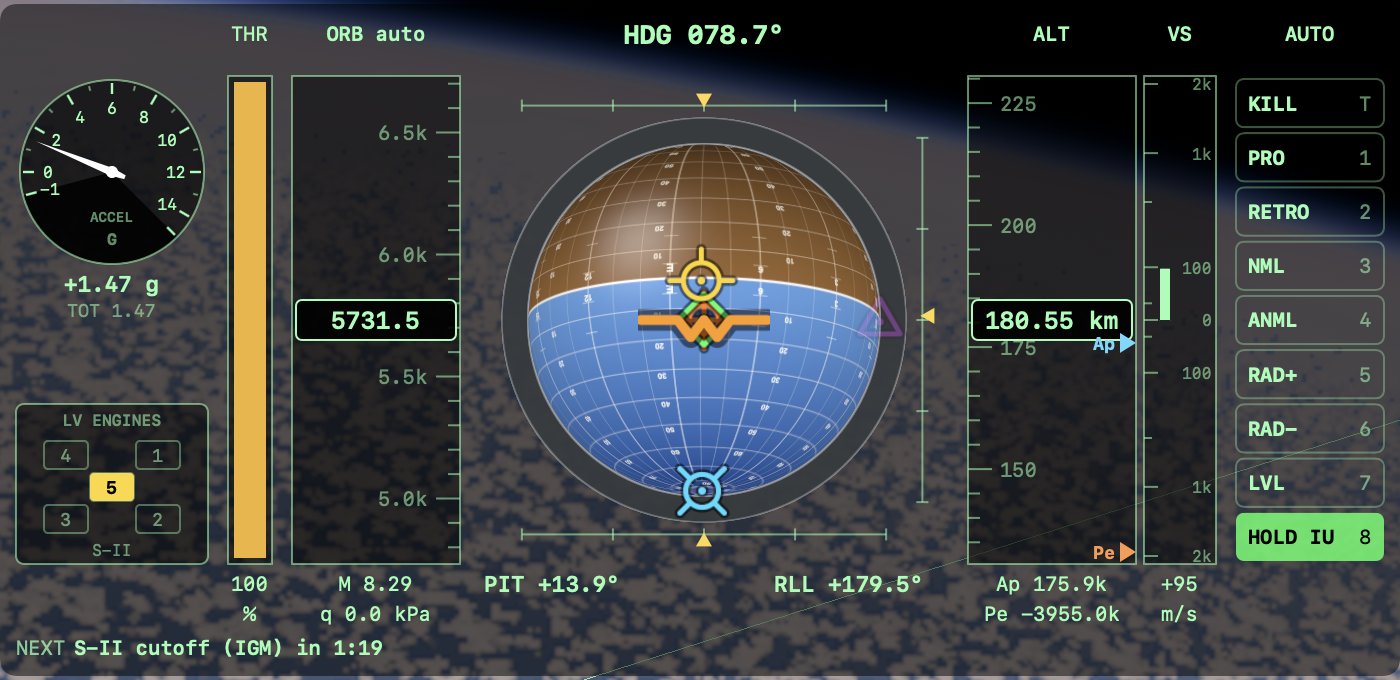 THR
ORB auto
HDG 078.7°
ALT
VS
AUTO
-1
0
2
4
6
8
10
12
14
ACCEL
G
+1.47 g
TOT 1.47
LV ENGINES
4
1
5
3
2
S-II
100
%
6.5k
6.0k
5731.5
5.5k
5.0k
M 8.29
q 0.0 kPa
PIT +13.9°
RLL +179.5°
225
200
180.55 km
175
Ap
150
Pe
Ap 175.9k
Pe -3955.0k
2k
1k
100
0
100
1k
2k
+95
m/s
KILL T
PRO 1
RETRO 2
NML 3
ANML 4
RAD+ 5
RAD- 6
LVL 7
HOLD IU 8
NEXT S-II cutoff (IGM) in 1:19